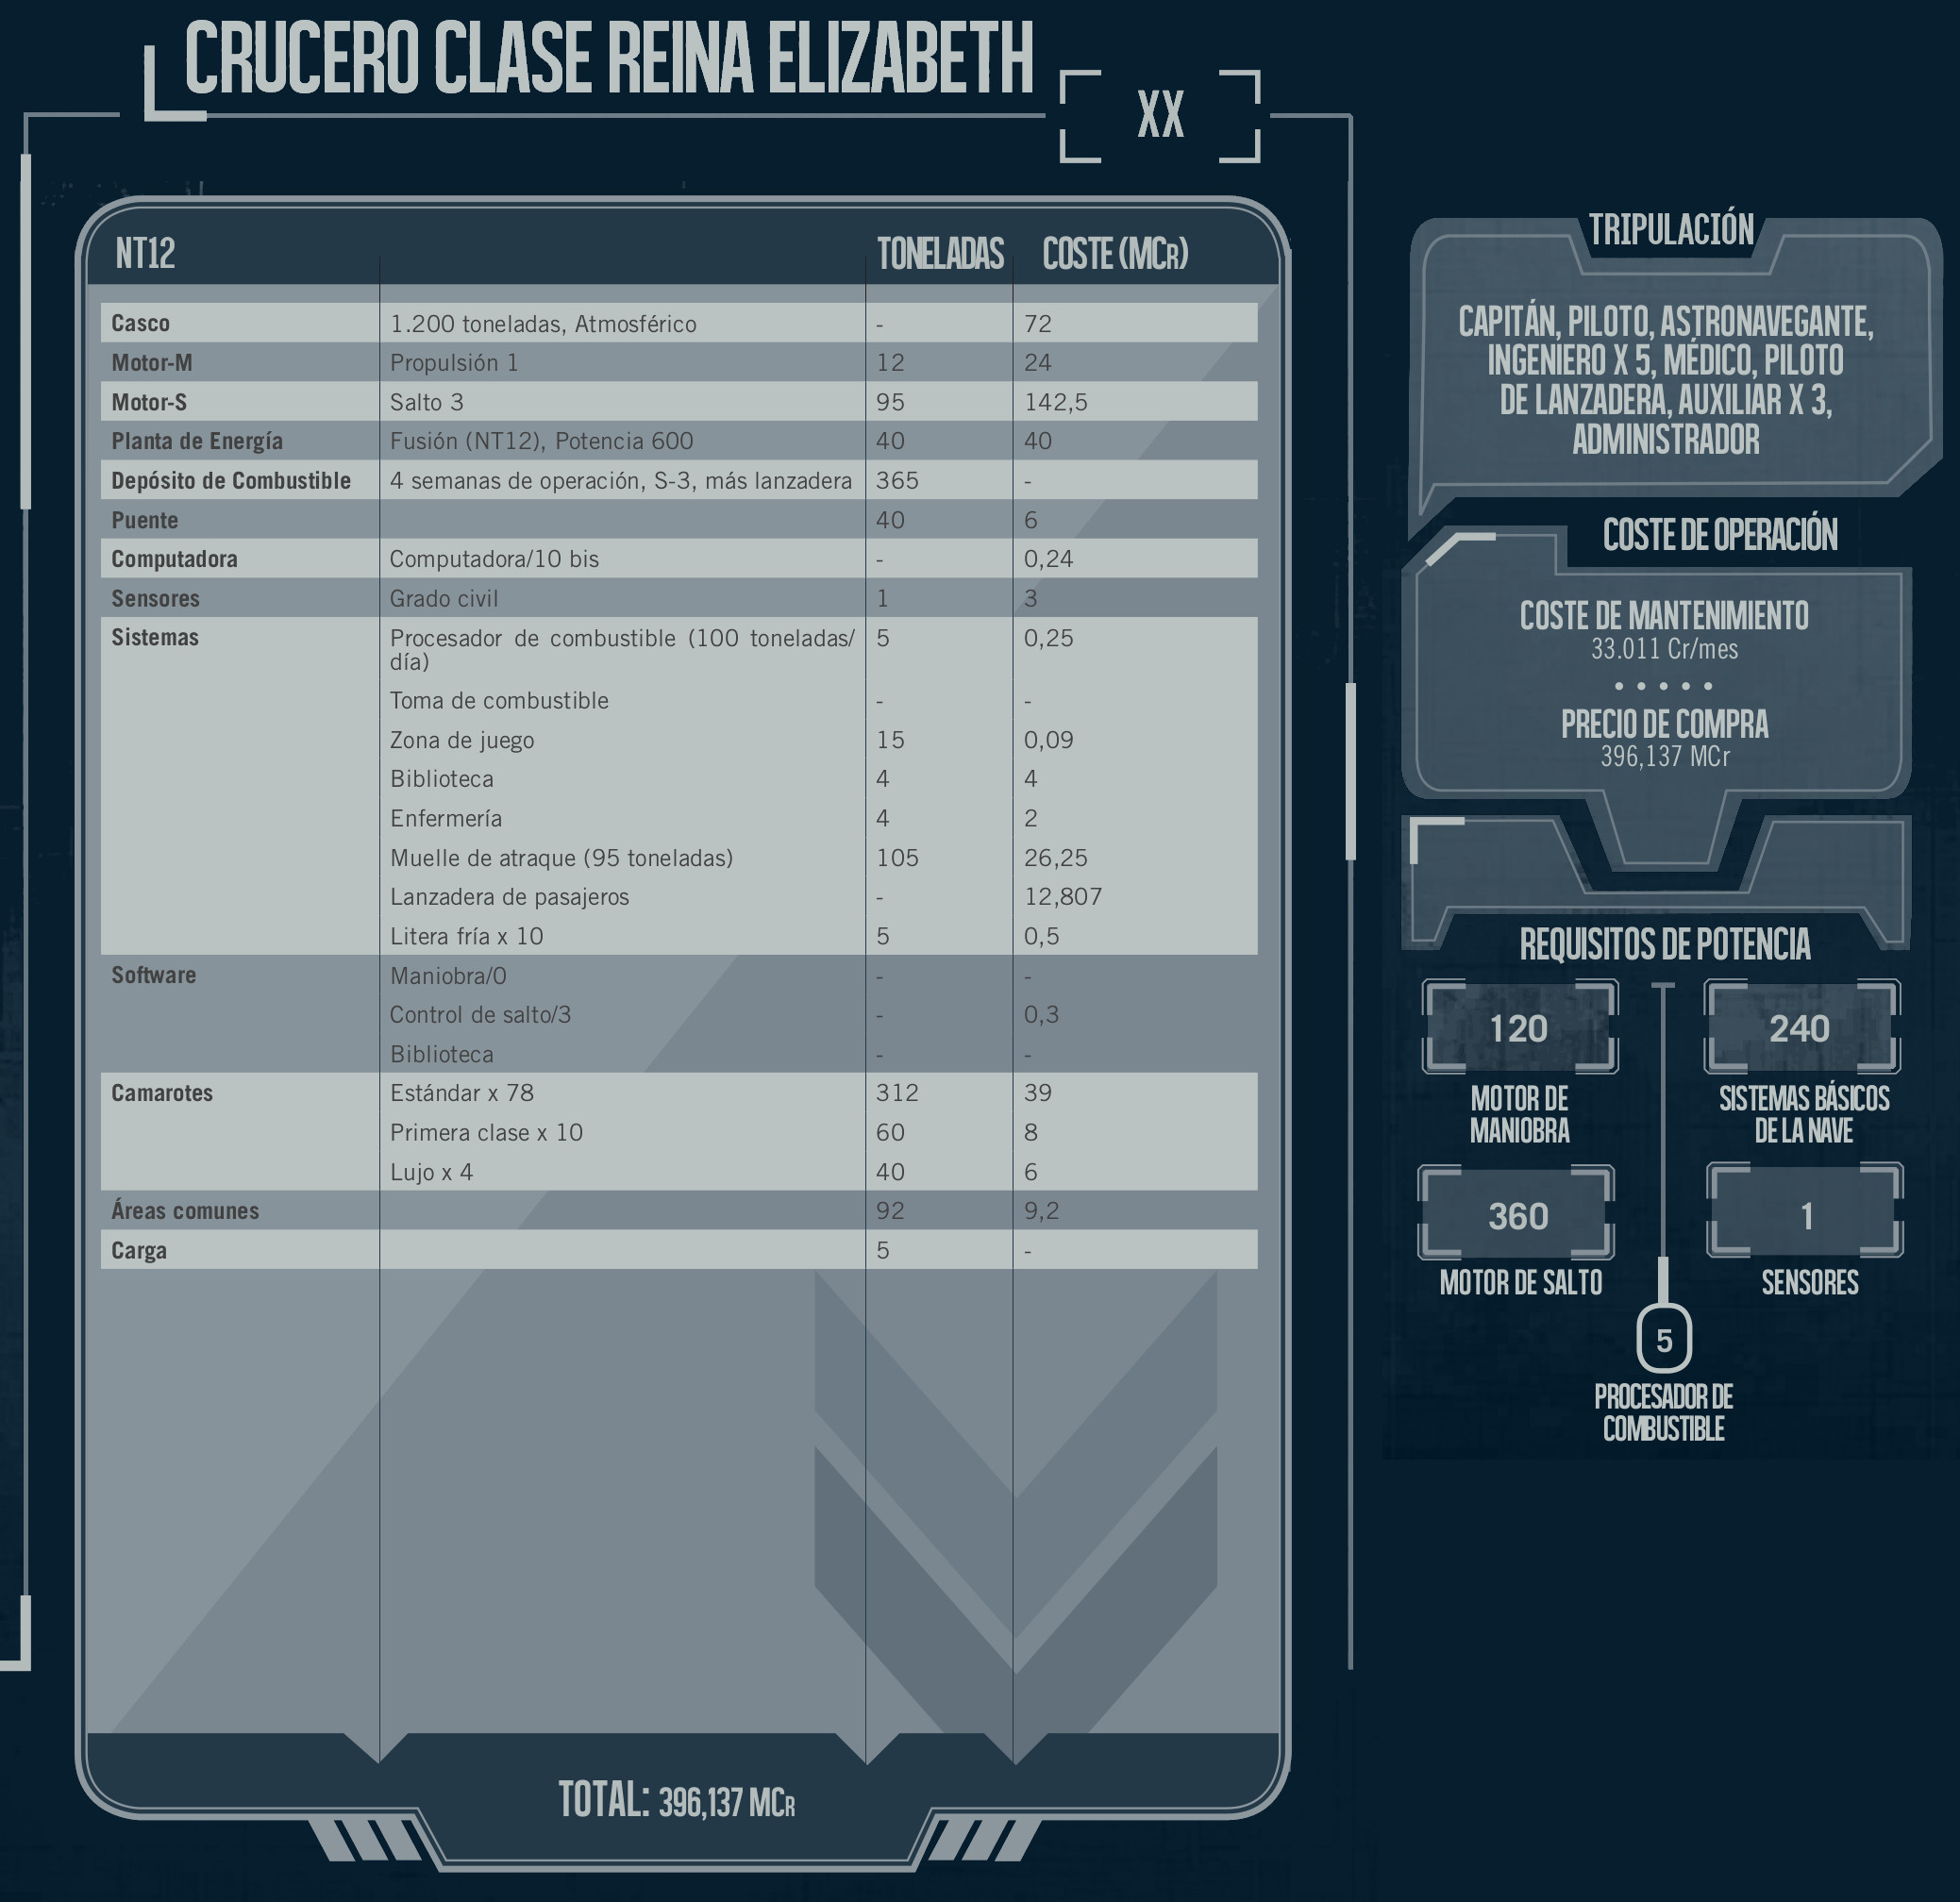 CRUCERO CLASE REINA ELIZABETH
XX
NT12 TONELADAS COSTE (MCR)
Casco 1.200 toneladas, Atmosférico - 72
Motor-M Propulsión 1 12 24
Motor-S Salto 3 95 142,5
Planta de Energía Fusión (NT12), Potencia 600 40 40
Depósito de Combustible 4 semanas de operación, S-3, más lanzadera 365 -
Puente 40 6
Computadora Computadora/10 bis - 0,24
Sensores Grado civil 1 3
Sistemas Procesador de combustible (100 toneladas/ 5 0,25
día)
Toma de combustible - -
Zona de juego 15 0,09
Biblioteca 4 4
Enfermería 4 2
Muelle de atraque (95 toneladas) 105 26,25
Lanzadera de pasajeros - 12,807
Litera fría x 10 5 0,5
Software Maniobra/0 - -
Control de salto/3 - 0,3
Biblioteca - -
Camarotes Estándar x 78 312 39
Primera clase x 10 60 8
Lujo x 4 40 6
Áreas comunes 92 9,2
Carga 5 -
TOTAL: 396,137 MCR
TRIPULACIÓN
CAPITÁN, PILOTO, ASTRONAVEGANTE,
INGENIERO X 5, MÉDICO, PILOTO
DE LANZADERA, AUXILIAR X 3,
ADMINISTRADOR
COSTE DE OPERACIÓN
COSTE DE MANTENIMIENTO
33.011 Cr/mes
• • • • •
PRECIO DE COMPRA
396,137 MCr
REQUISITOS DE POTENCIA
120
MOTOR DE
MANIOBRA
240
SISTEMAS BÁSICOS
DE LA NAVE
360
MOTOR DE SALTO
1
SENSORES
5
PROCESADOR DE
COMBUSTIBLE